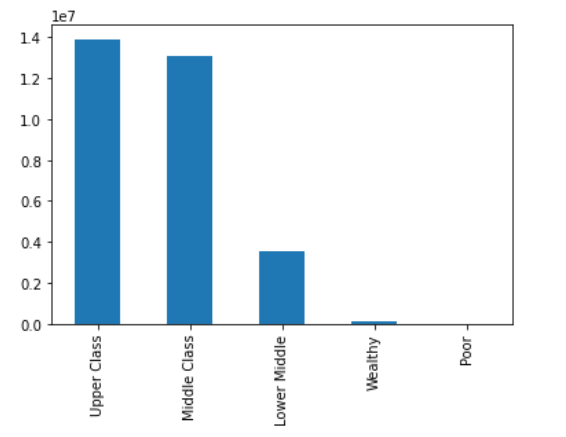 1e7
1.4
1.2
1.0
0.8
0.6
0.4
0.2
0.0
Upper Class
Middle Class
Lower Middle
Wealthy
Poor